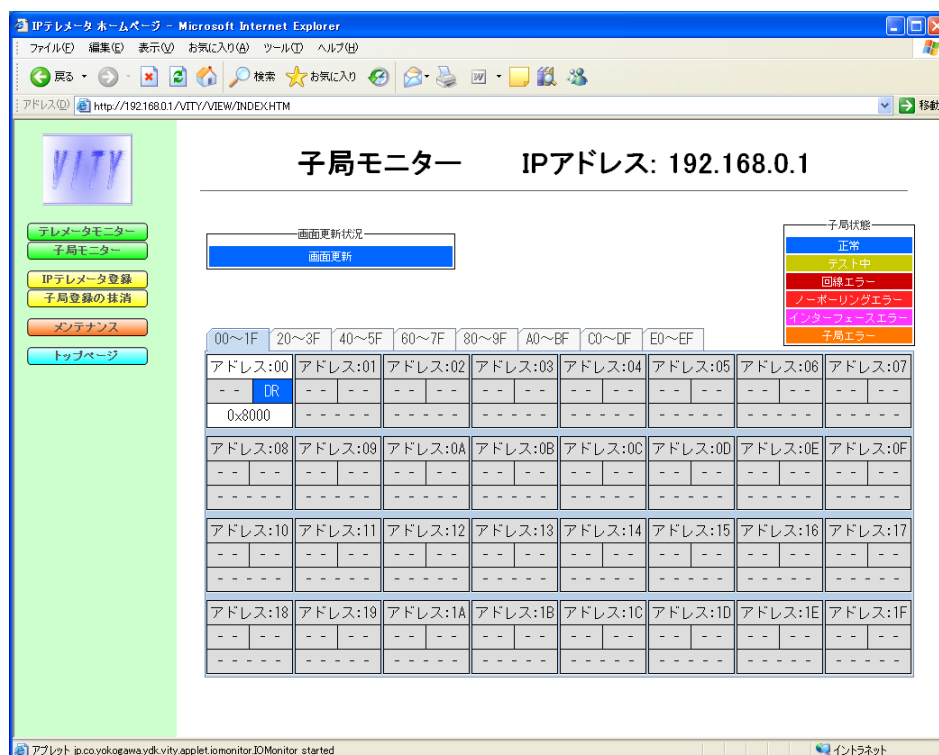 IPテレメータ ホームページ - Microsoft Internet Explorer
ファイル(F) 編集(E) 表示(V) お気に入り(A) ツール(T) ヘルプ(H)
戻る 検索 お気に入り
アドレス(D) http://192.168.0.1/VITY/VIEW/INDEX.HTM 移動
VITY
子局モニター IPアドレス: 192.168.0.1
テレメータモニター
子局モニター
IPテレメータ登録
子局登録の抹消
メンテナンス
トップページ
画面更新状況
画面更新
子局状態
正常
テスト中
回線エラー
ノーポーリングエラー
インターフェースエラー
子局エラー
00～1F 20～3F 40～5F 60～7F 80～9F A0～BF C0～DF E0～EF
アドレス:00 アドレス:01 アドレス:02 アドレス:03 アドレス:04 アドレス:05 アドレス:06 アドレス:07
- - DR - - - - - - - - - - - - - - - - - - - - - - - - - - - -
0x8000 - - - - - - - - - - - - - - - - - - - - - - - - - - - - - - - - - - -
アドレス:08 アドレス:09 アドレス:0A アドレス:0B アドレス:0C アドレス:0D アドレス:0E アドレス:0F
- - - - - - - - - - - - - - - - - - - - - - - - - - - - - - - -
- - - - - - - - - - - - - - - - - - - - - - - - - - - - - - - - - - - - - - - -
アドレス:10 アドレス:11 アドレス:12 アドレス:13 アドレス:14 アドレス:15 アドレス:16 アドレス:17
- - - - - - - - - - - - - - - - - - - - - - - - - - - - - - - -
- - - - - - - - - - - - - - - - - - - - - - - - - - - - - - - - - - - - - - - -
アドレス:18 アドレス:19 アドレス:1A アドレス:1B アドレス:1C アドレス:1D アドレス:1E アドレス:1F
- - - - - - - - - - - - - - - - - - - - - - - - - - - - - - - -
- - - - - - - - - - - - - - - - - - - - - - - - - - - - - - - - - - - - - - - -
アプレット jp.co.yokogawa.ydk.vity.applet.iomonitor.IOMonitor started イントラネット